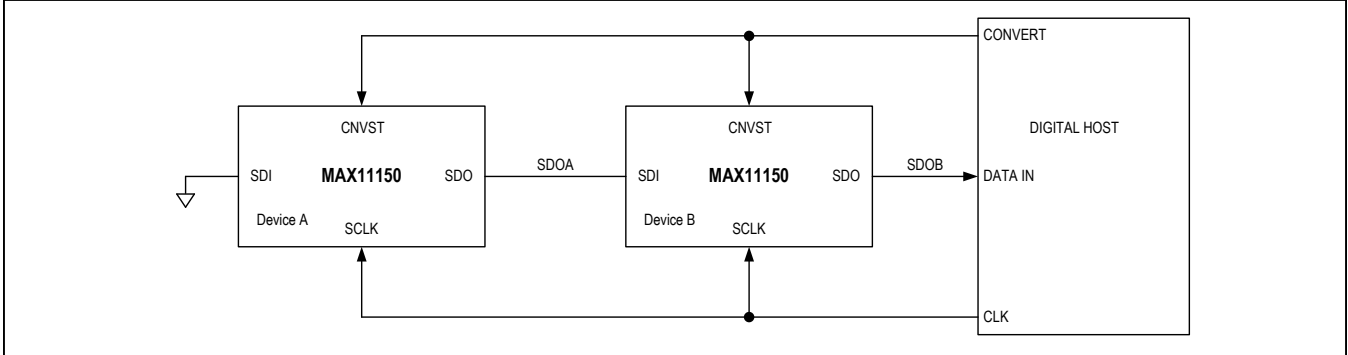 CONVERT
CNVST
CNVST
DIGITAL HOST
SDI
MAX11150
SDO
SDOA
SDI
MAX11150
SDO
SDOB
DATA IN
Device A
SCLK
Device B
SCLK
CLK